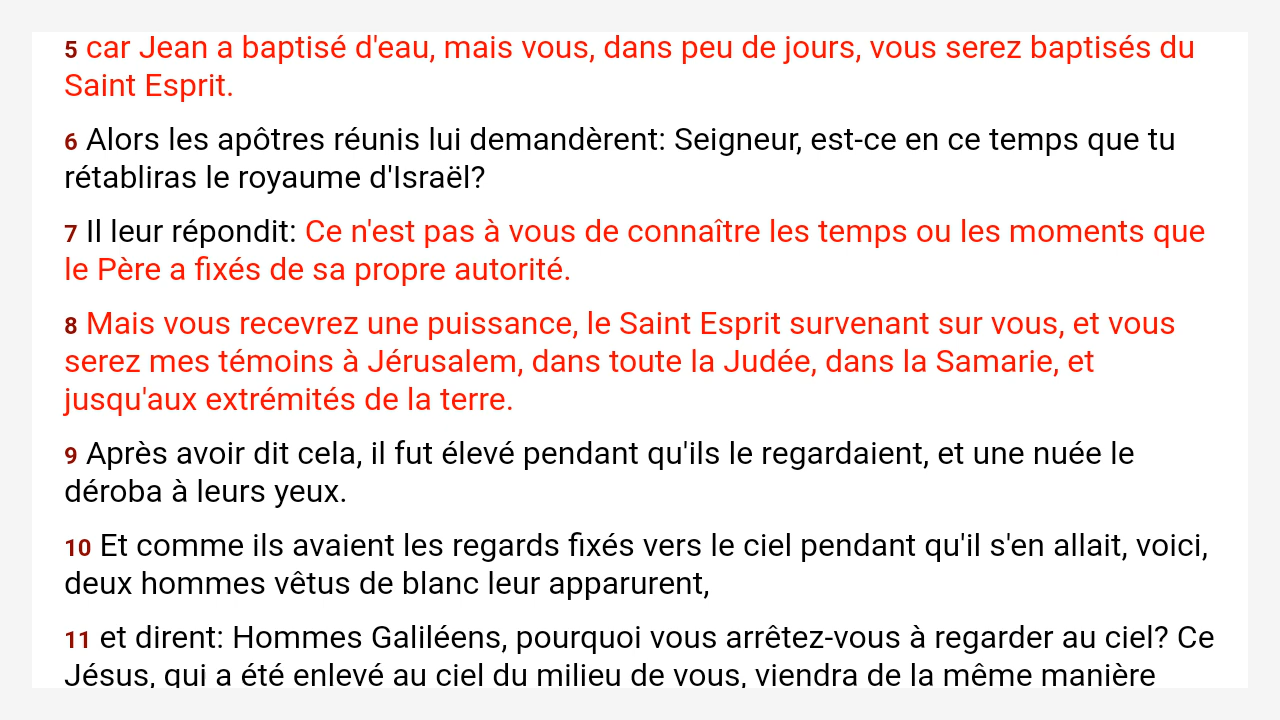 5 car Jean a baptisé d'eau, mais vous, dans peu de jours, vous serez baptisés du
Saint Esprit.
6 Alors les apôtres réunis lui demandèrent: Seigneur, est-ce en ce temps que tu
rétabliras le royaume d'Israël?
7 Il leur répondit: Ce n'est pas à vous de connaître les temps ou les moments que
le Père a fixés de sa propre autorité.
8 Mais vous recevrez une puissance, le Saint Esprit survenant sur vous, et vous
serez mes témoins à Jérusalem, dans toute la Judée, dans la Samarie, et
jusqu'aux extrémités de la terre.
9 Après avoir dit cela, il fut élevé pendant qu'ils le regardaient, et une nuée le
déroba à leurs yeux.
10 Et comme ils avaient les regards fixés vers le ciel pendant qu'il s'en allait, voici,
deux hommes vêtus de blanc leur apparurent,
11 et dirent: Hommes Galiléens, pourquoi vous arrêtez-vous à regarder au ciel? Ce
Jésus, qui a été enlevé au ciel du milieu de vous, viendra de la même manière